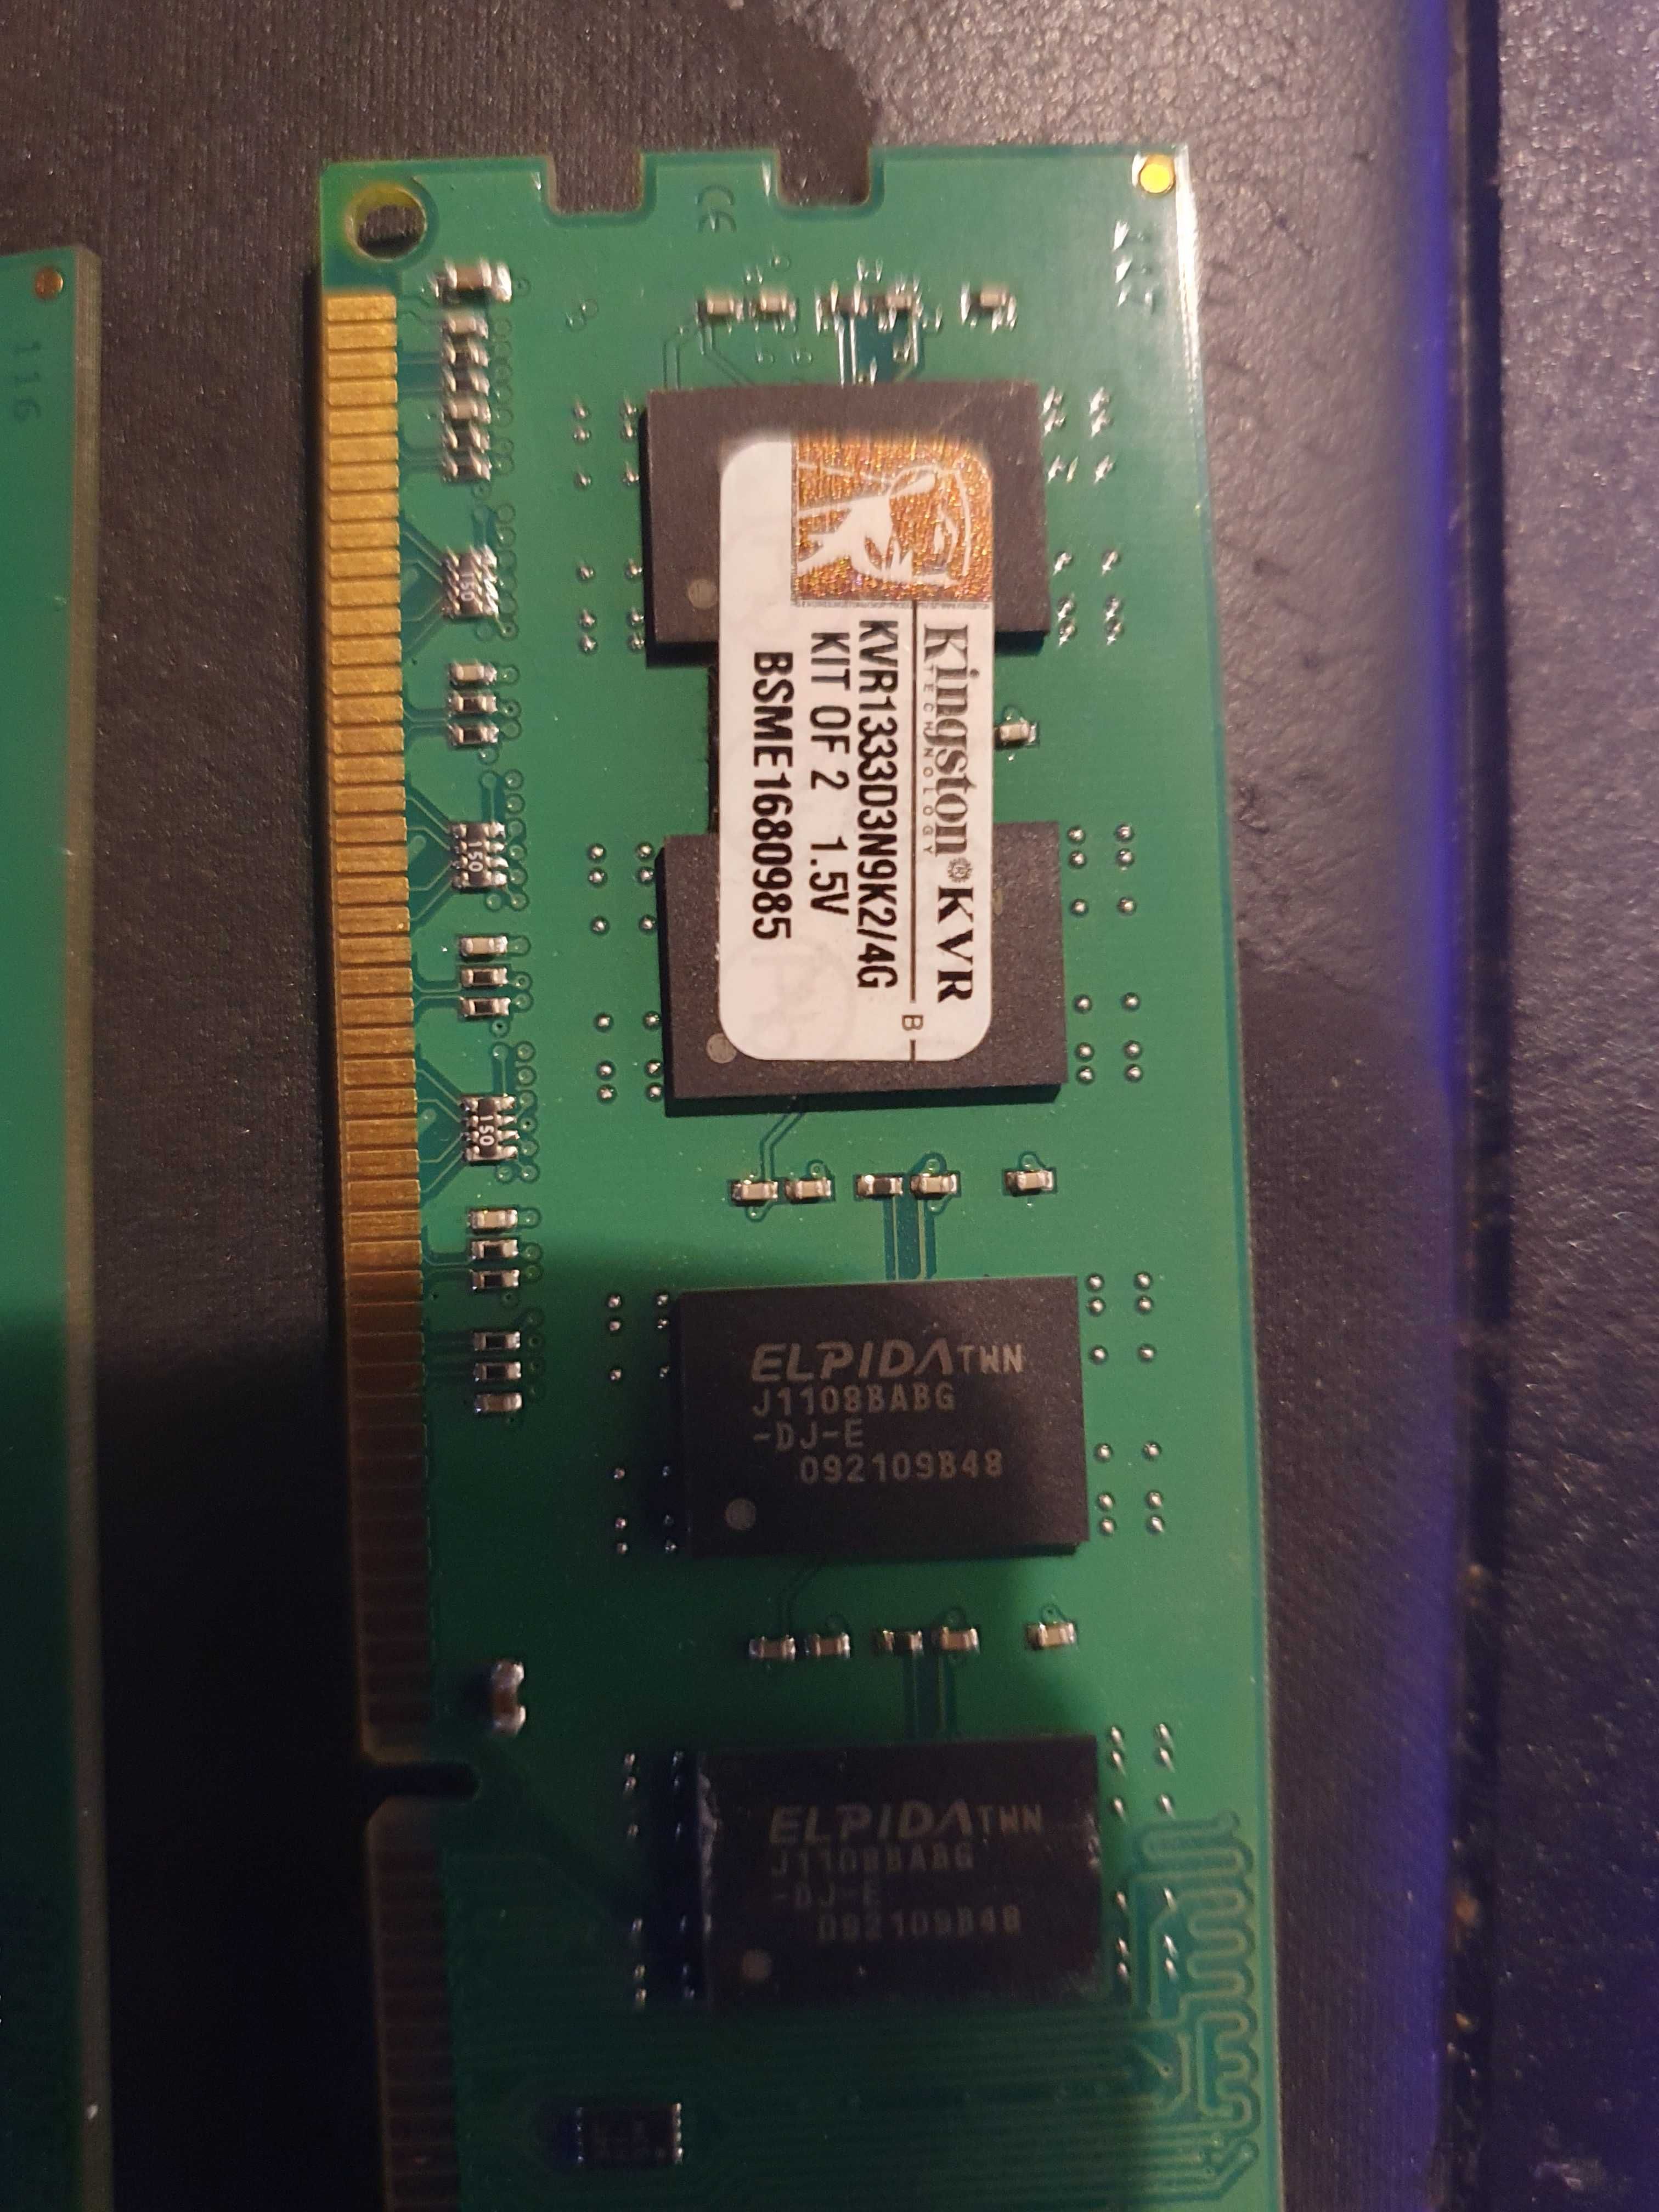 Kingston® KVR
TECHNOLOGY
B
KVR1333D3N9K2/4G
KIT OF 2 1.5V
BSME1680985
ELPIDA TWN
J1108BABG
-DJ-E
092109B48
ELPIDA TWN
J1108BABG
-DJ-E
092109B48
150
150
150
CE
116